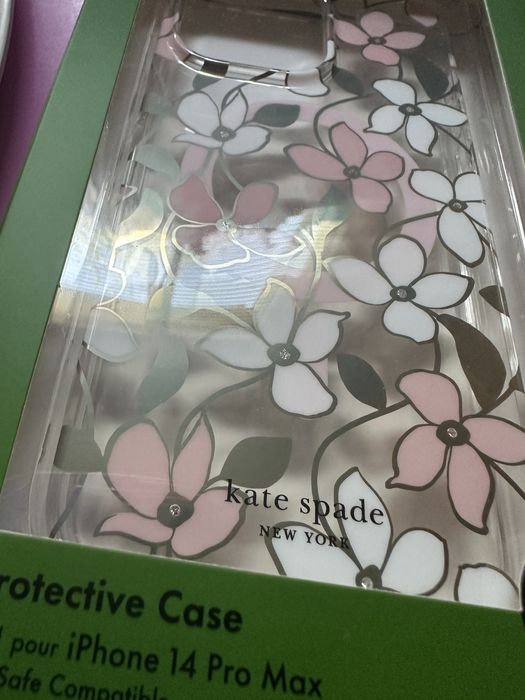 kate spade
NEW YORK
rotective Case
pour iPhone 14 Pro Max
Safe Compatible